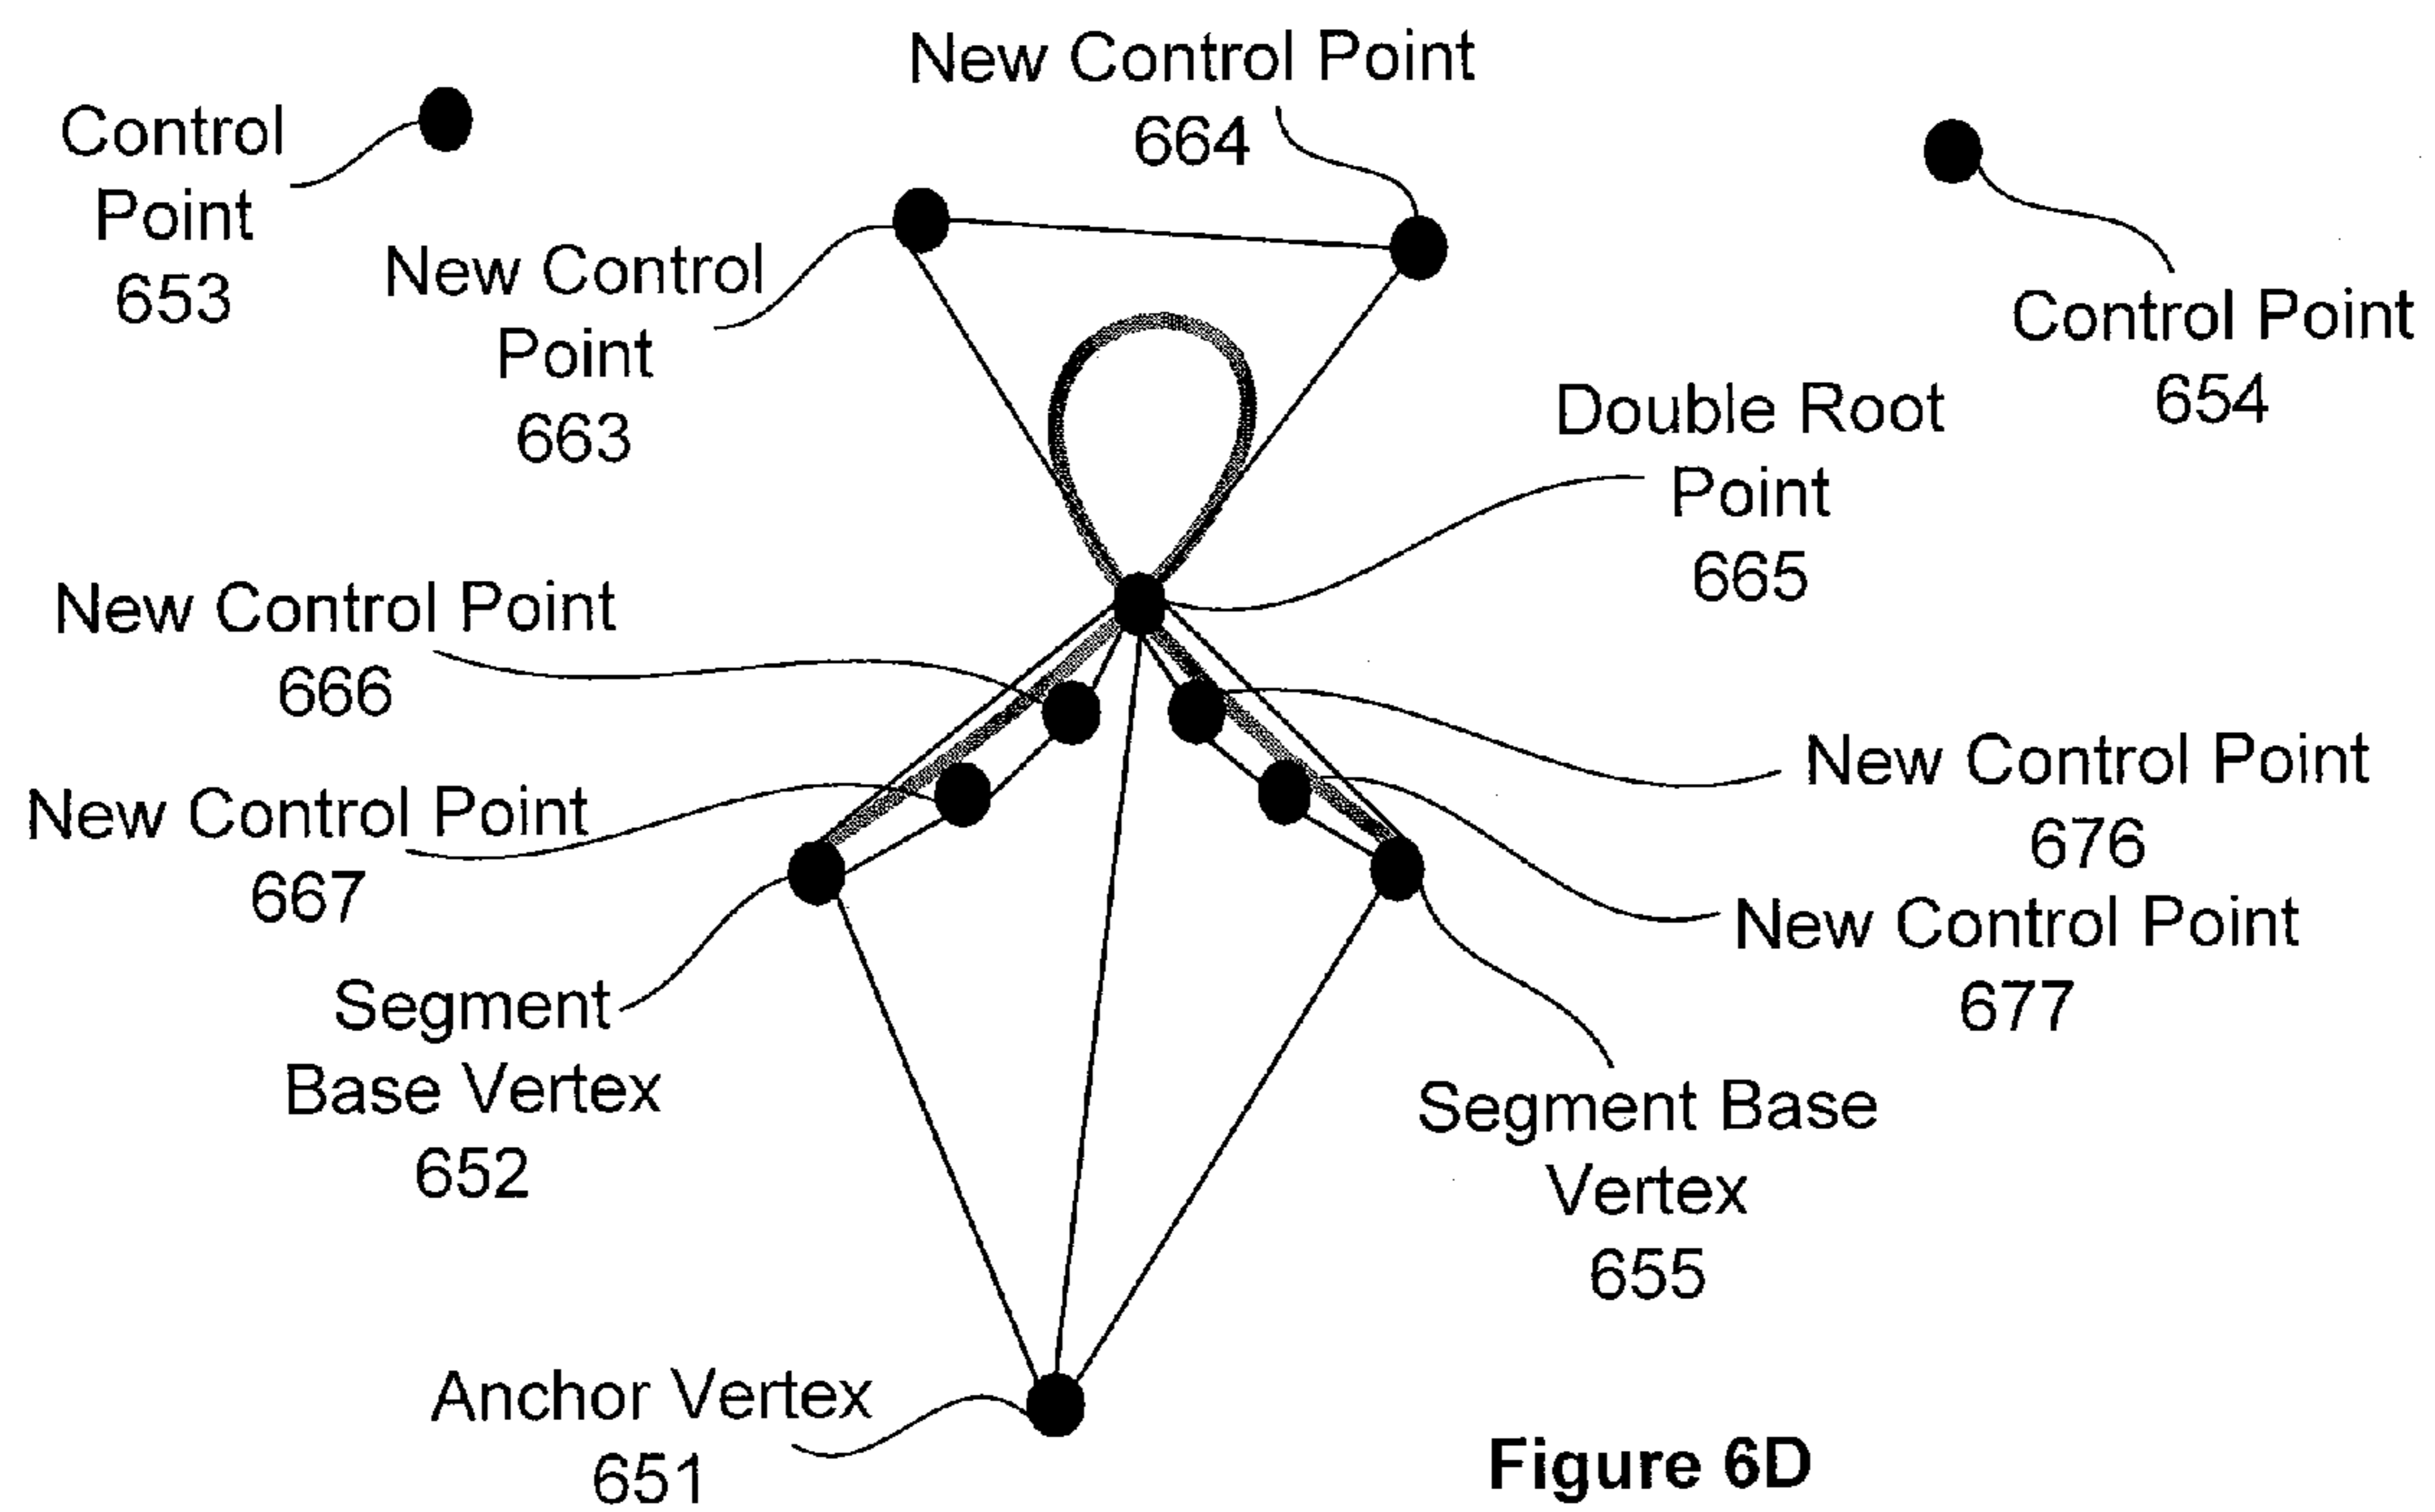 New Control Point
664
Control
Point
653
New Control
Point
663
Control Point
654
Double Root
Point
665
New Control Point
666
New Control Point
667
New Control Point
676
New Control Point
677
Segment
Base Vertex
652
Segment Base
Vertex
655
Anchor Vertex
651
Figure 6D